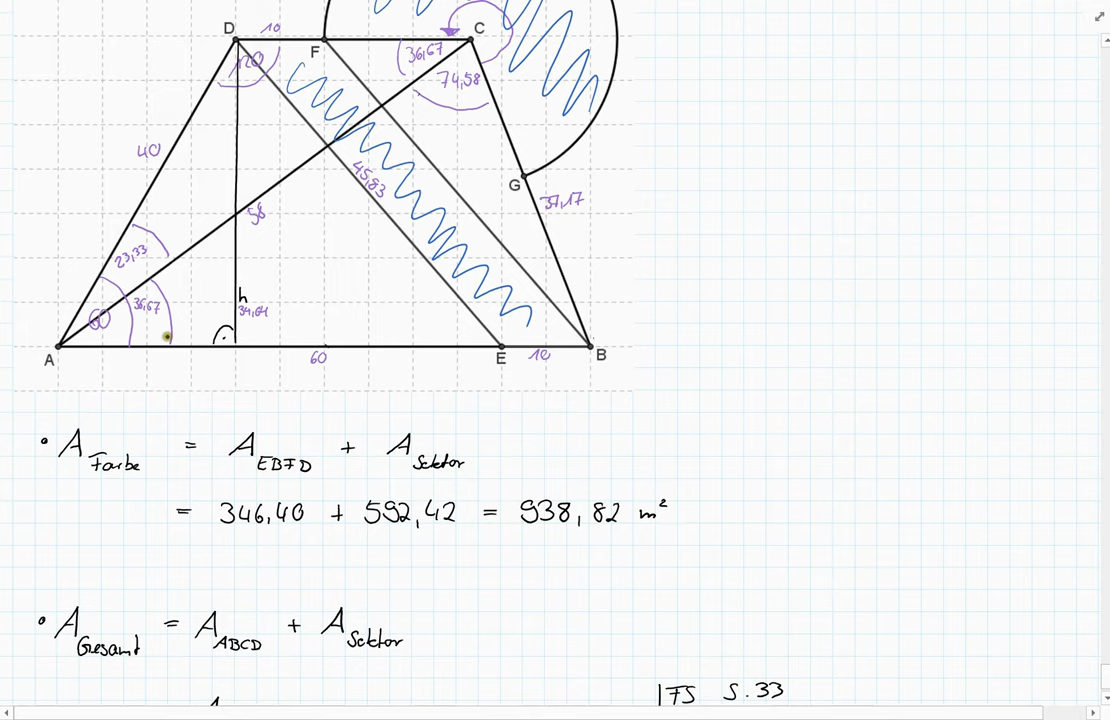 D 10 F C
120 36,67
74,58
40
45,83
G
37,17
58
23,33
h
36,67
34,64
60
A 60 E 10 B
• A Farbe = A EBFD + A Sektor
= 346,40 + 592,42 = 938,82 m²
• A Gesamt = A ABCD + A Sektor
1FS S.33